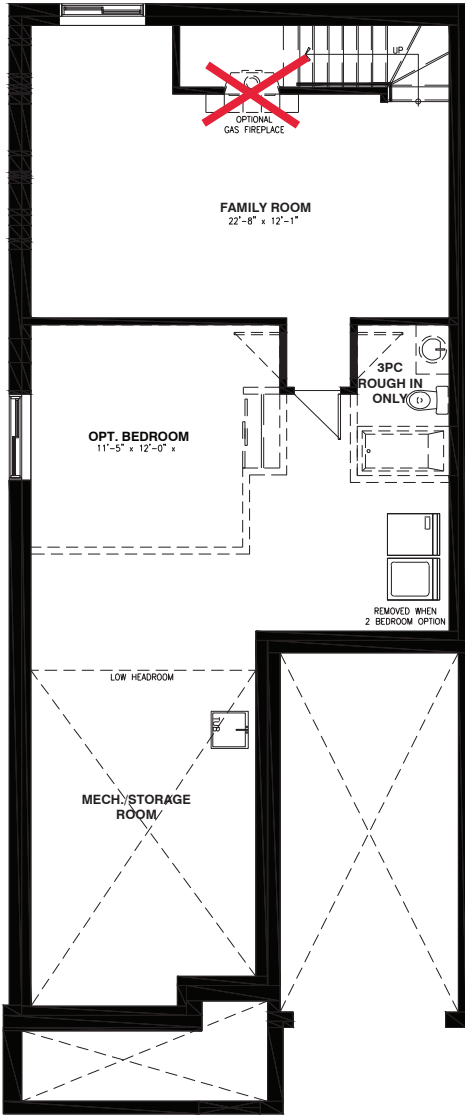 UP
OPTIONAL
GAS FIREPLACE
FAMILY ROOM
22'-8" x 12'-1"
3PC
ROUGH IN
ONLY
OPT. BEDROOM
11'-5" x 12'-0" x
REMOVED WHEN
2 BEDROOM OPTION
LOW HEADROOM
TUB
MECH./STORAGE
ROOM